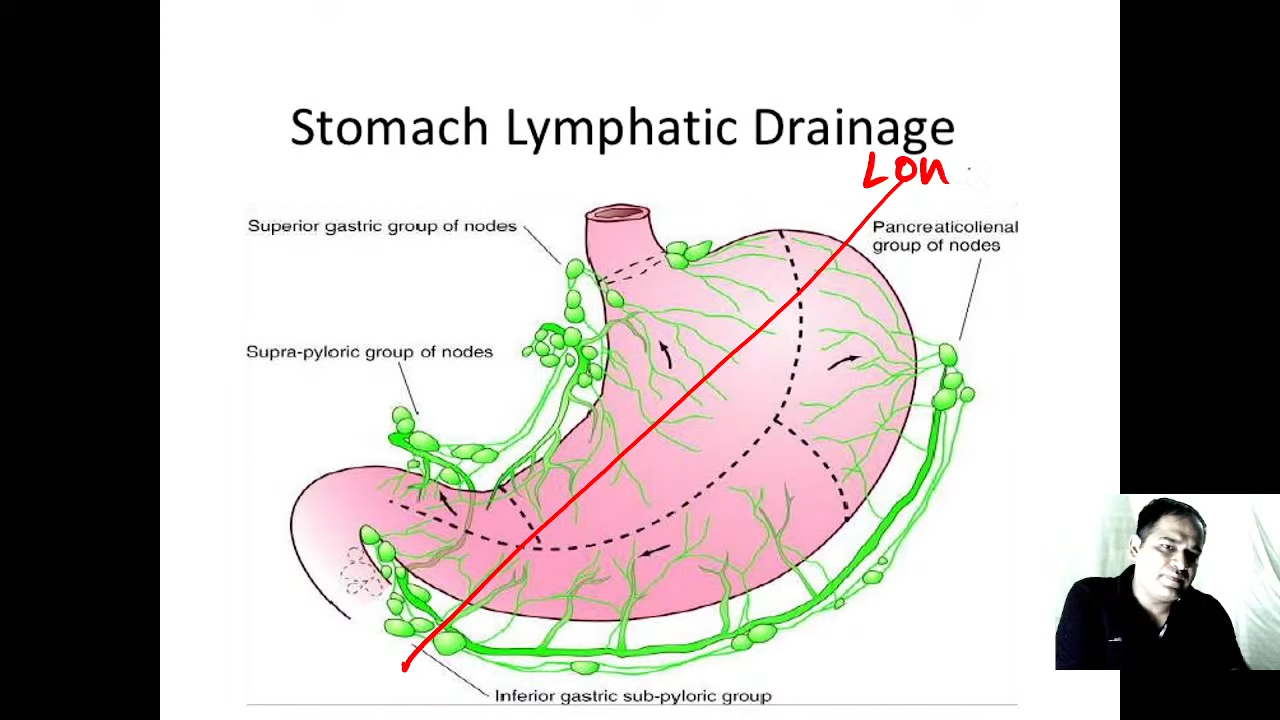 Stomach Lymphatic Drainage
Lon
Superior gastric group of nodes
Pancreaticolienal
group of nodes
Supra-pyloric group of nodes
Inferior gastric sub-pyloric group